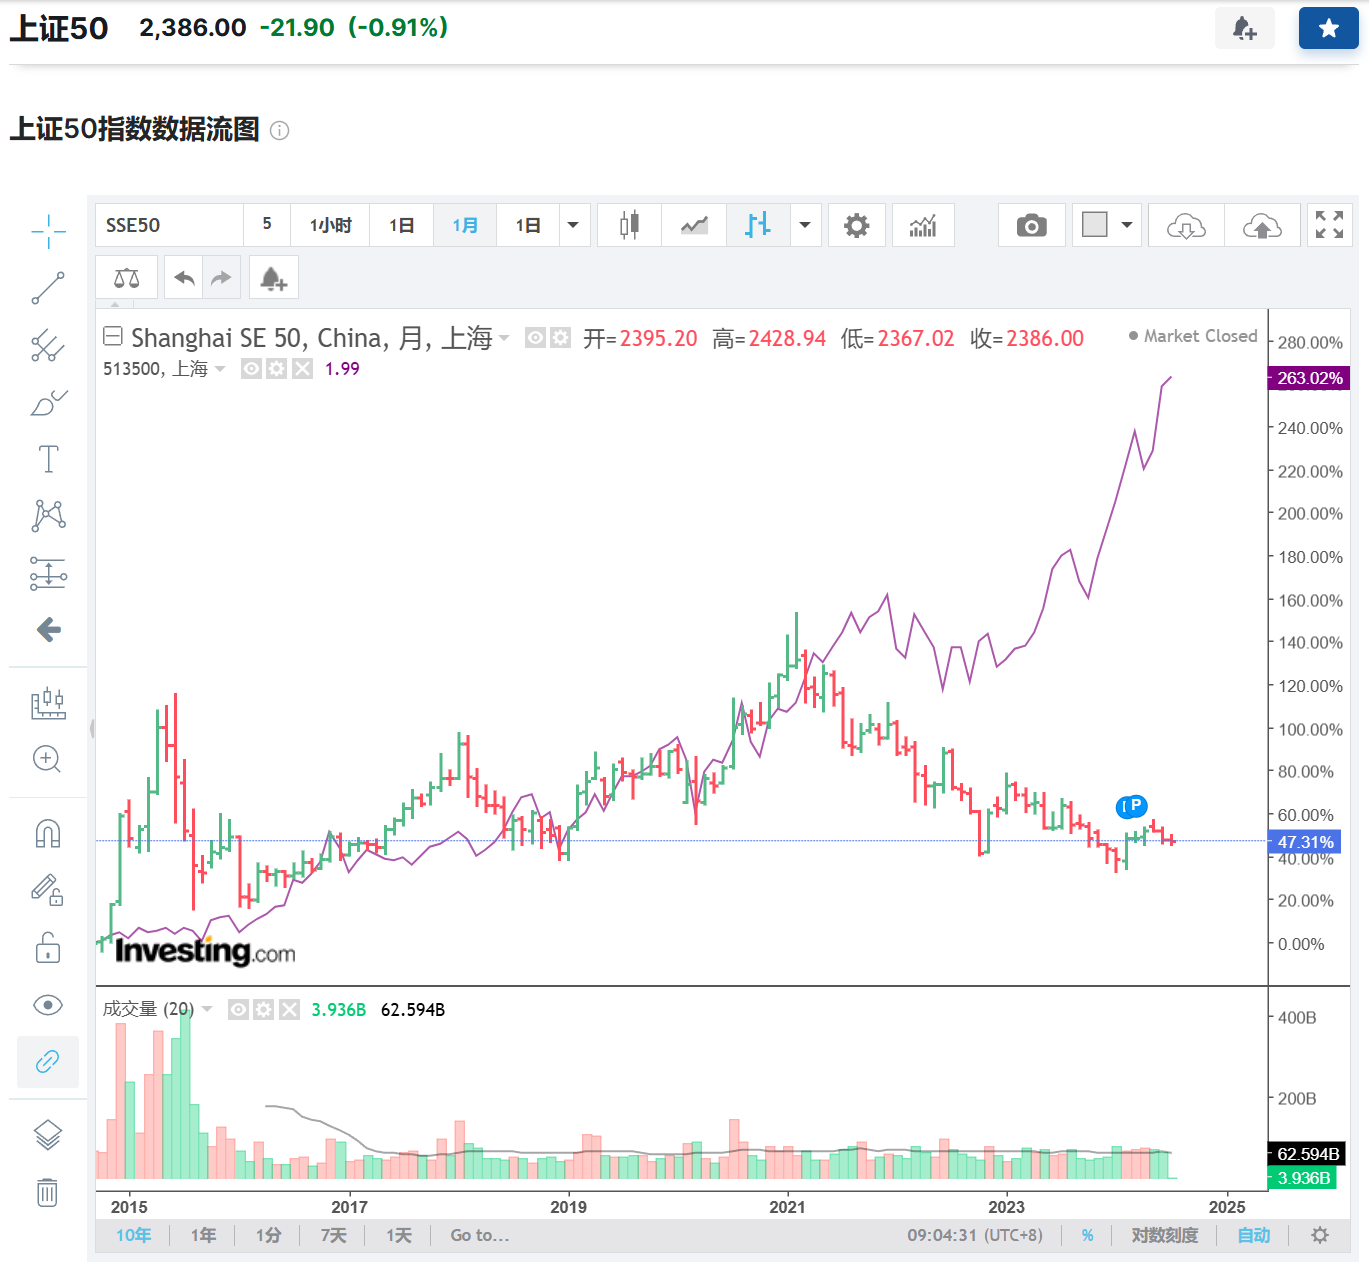 上证50 2,386.00 -21.90 (-0.91%)
上证50指数数据流图
SSE50 5 1小时 1日 1月 1日
Shanghai SE 50, China, 月, 上海 开=2395.20 高=2428.94 低=2367.02 收=2386.00 Market Closed
513500, 上海 1.99
280.00%
263.02%
240.00%
220.00%
200.00%
180.00%
160.00%
140.00%
120.00%
100.00%
80.00%
60.00%
47.31%
40.00%
20.00%
0.00%
P
Investing.com
成交量 (20) 3.936B 62.594B
400B
200B
62.594B
3.936B
2015 2017 2019 2021 2023 2025
10年 1年 1分 7天 1天 Go to... 09:04:31 (UTC+8) % 对数刻度 自动